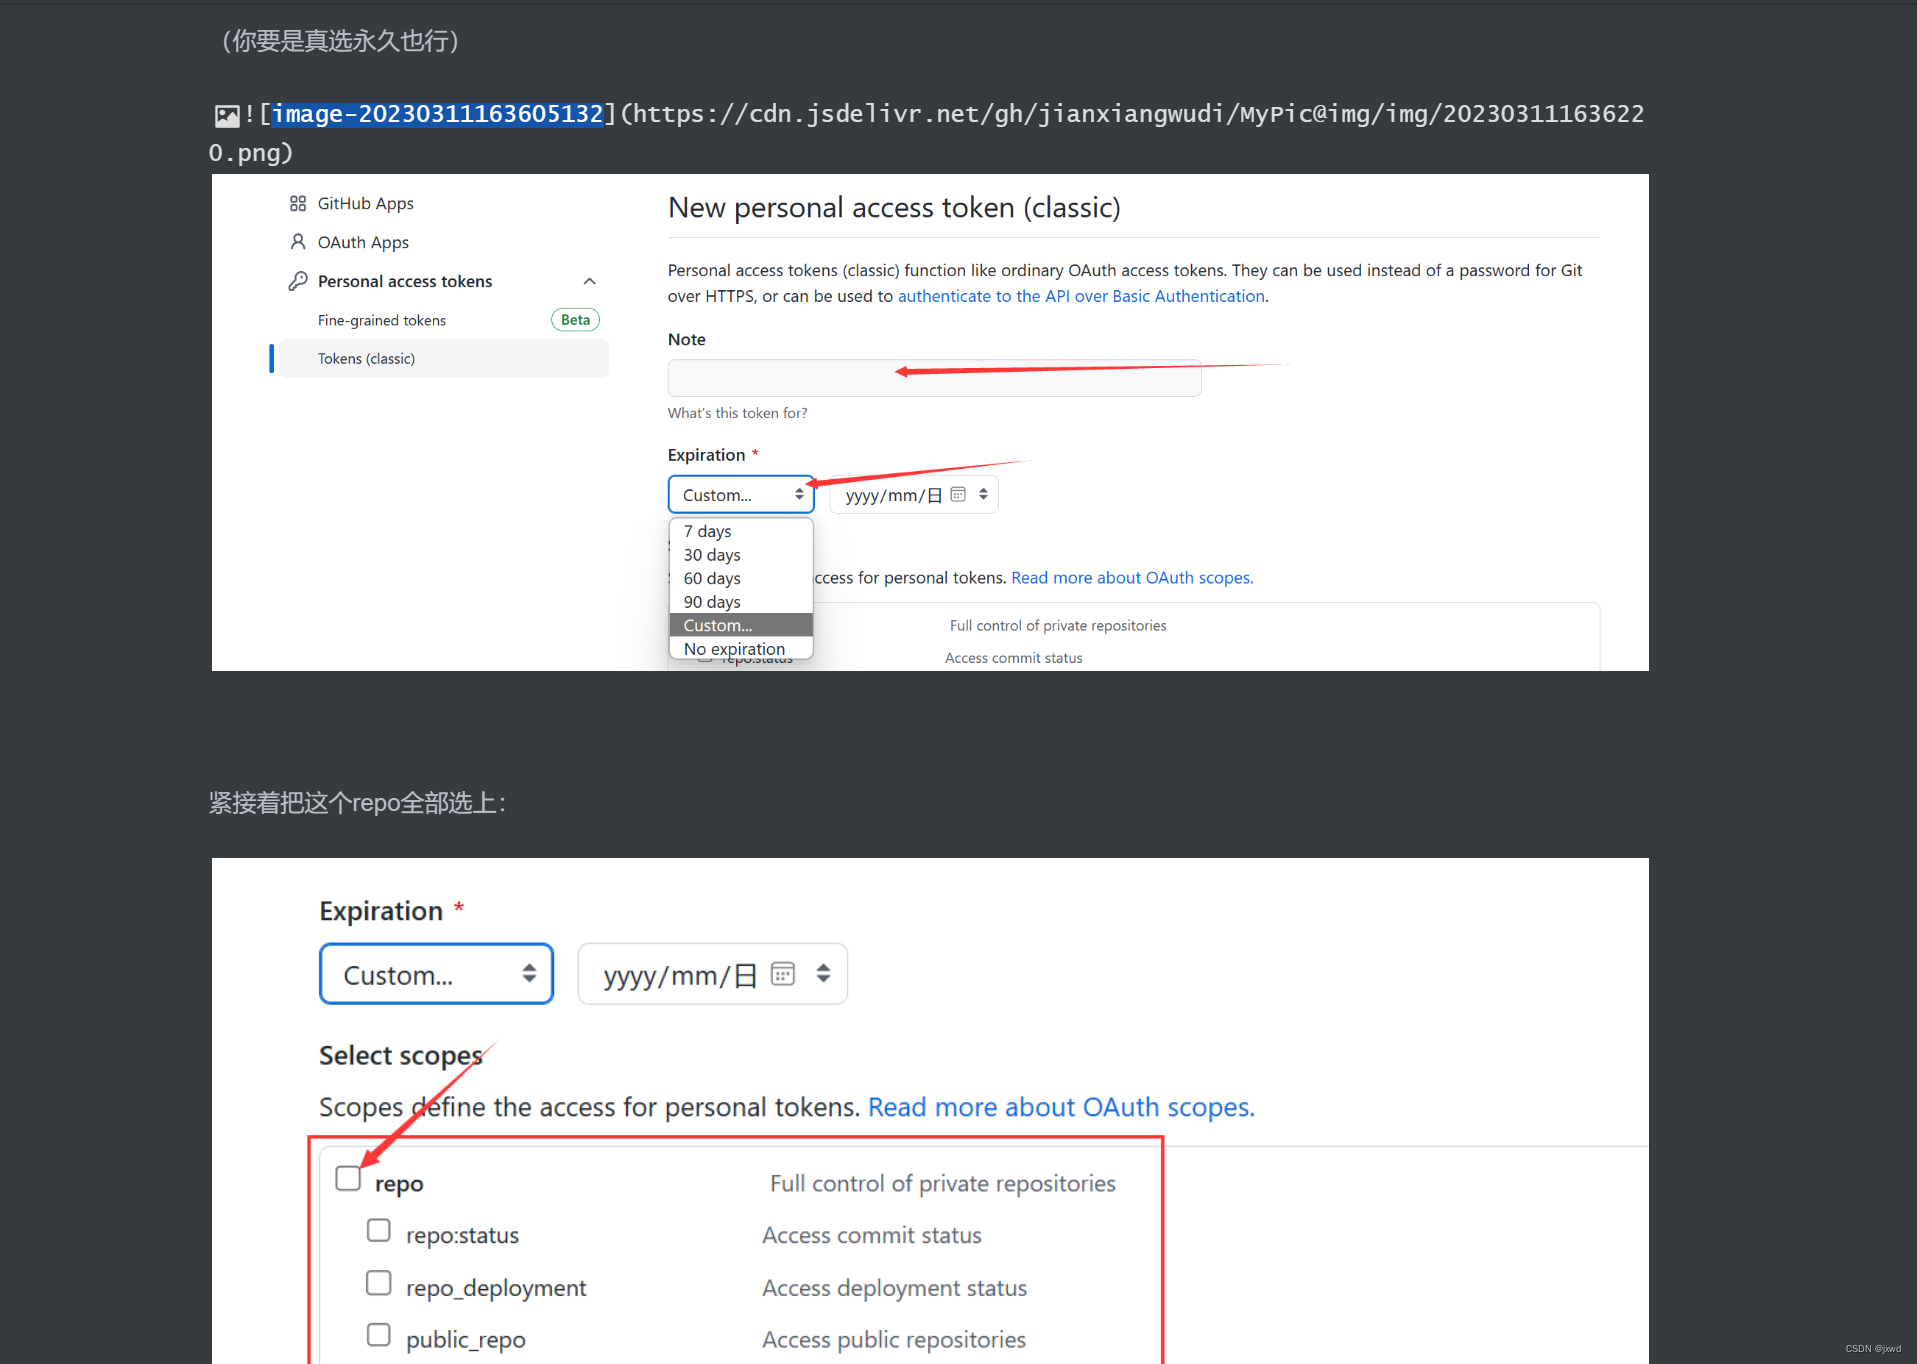 （你要是真选永久也行）
![image-20230311163605132](https://cdn.jsdelivr.net/gh/jianxiangwudi/MyPic@img/img/202303111636220.png)
GitHub Apps
OAuth Apps
Personal access tokens
Fine-grained tokens Beta
Tokens (classic)
New personal access token (classic)
Personal access tokens (classic) function like ordinary OAuth access tokens. They can be used instead of a password for Git
over HTTPS, or can be used to authenticate to the API over Basic Authentication.
Note
What's this token for?
Expiration *
Custom... yyyy/mm/日
7 days
30 days
60 days
90 days
Custom...
No expiration
ccess for personal tokens. Read more about OAuth scopes.
Full control of private repositories
repo:status Access commit status
紧接着把这个repo全部选上：
Expiration *
Custom... yyyy/mm/日
Select scopes
Scopes define the access for personal tokens. Read more about OAuth scopes.
repo Full control of private repositories
repo:status Access commit status
repo_deployment Access deployment status
public_repo Access public repositories
CSDN @jxwd